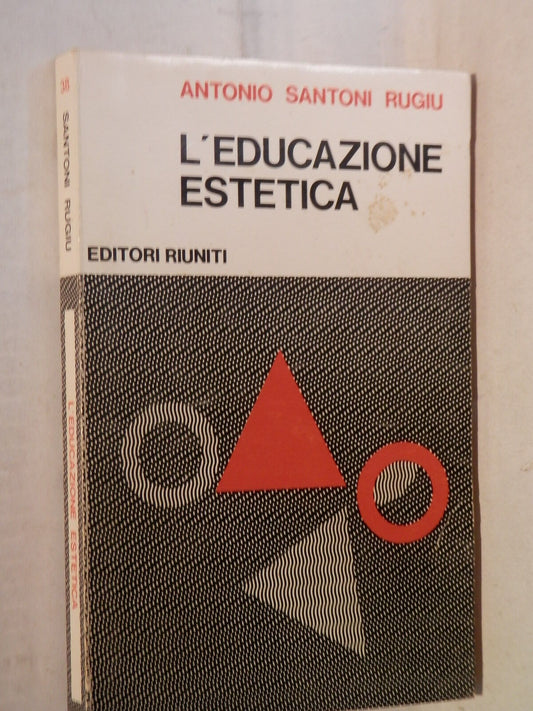 ANTONIO SANTONI RUGIU
L'EDUCAZIONE
ESTETICA
EDITORI RIUNITI
SANTONI RUGIU
L'EDUCAZIONE ESTETICA